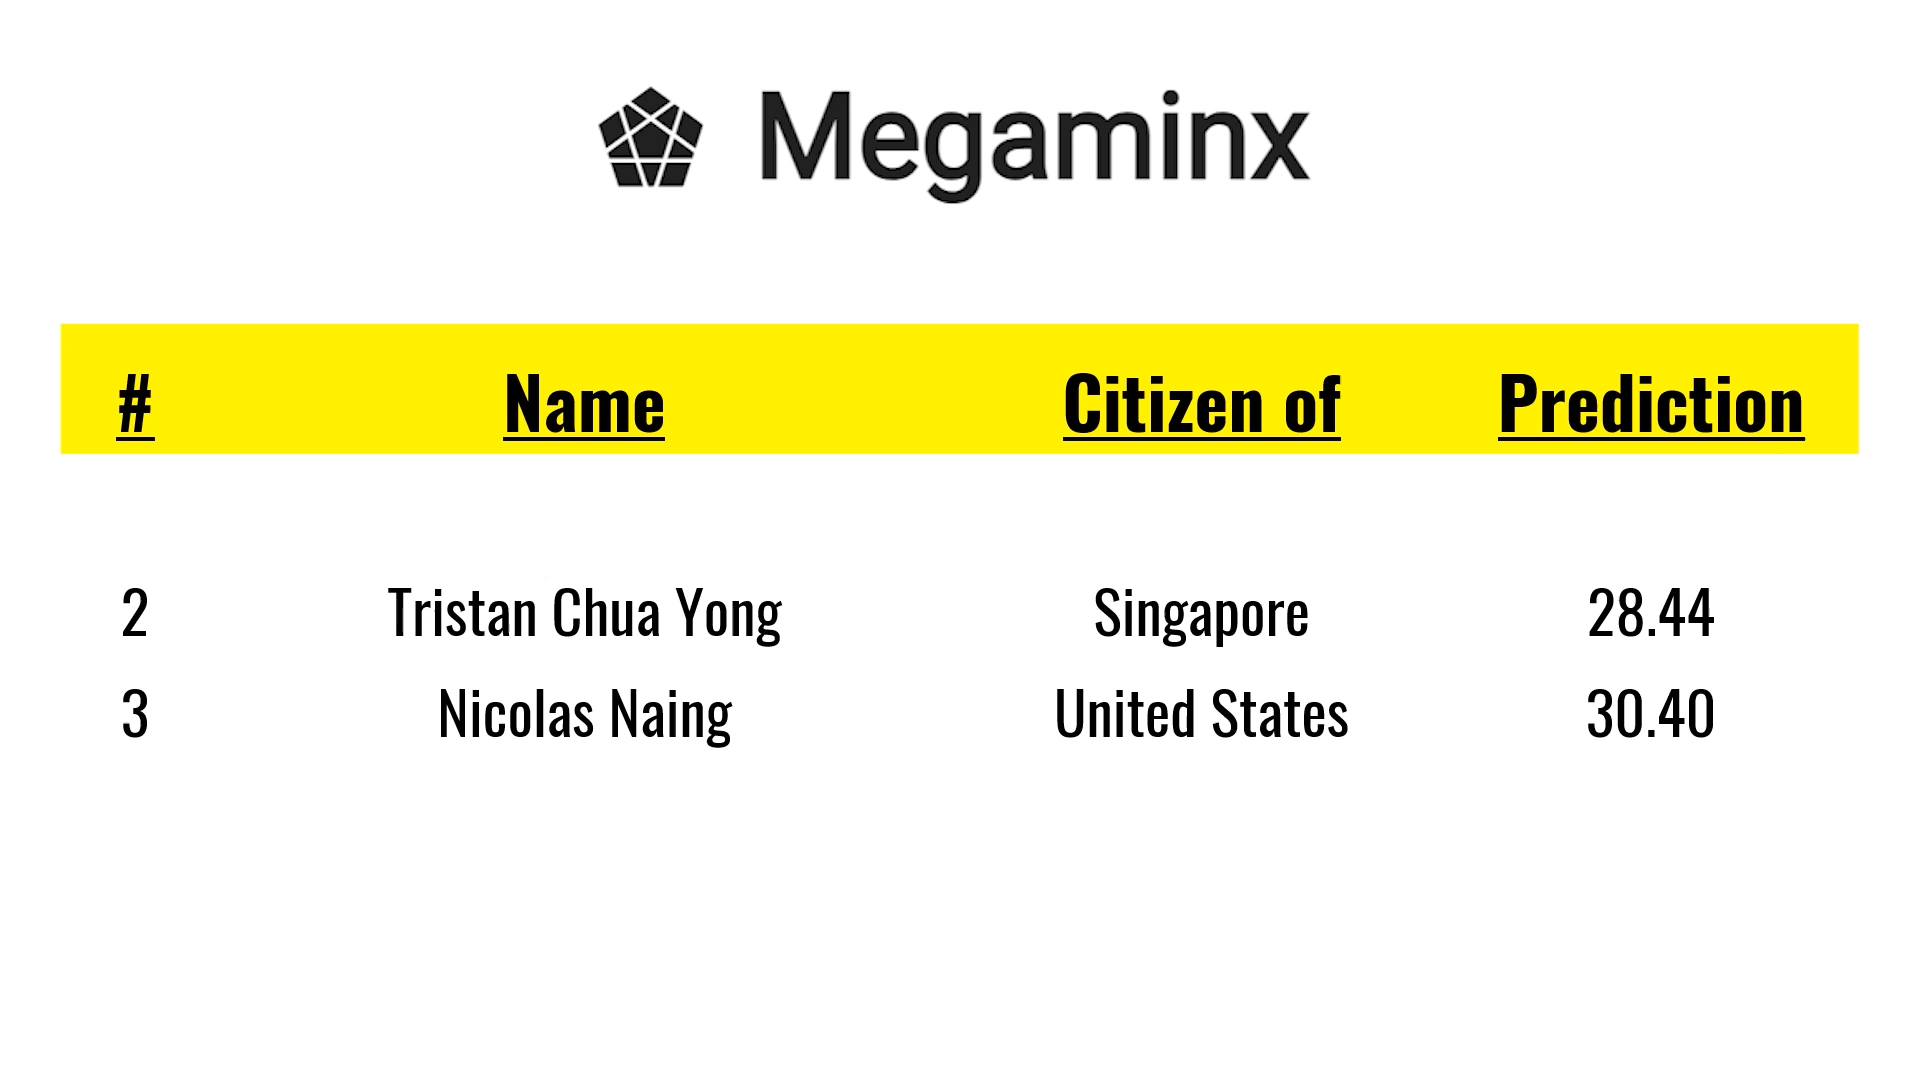 Megaminx
# Name Citizen of Prediction
2 Tristan Chua Yong Singapore 28.44
3 Nicolas Naing United States 30.40